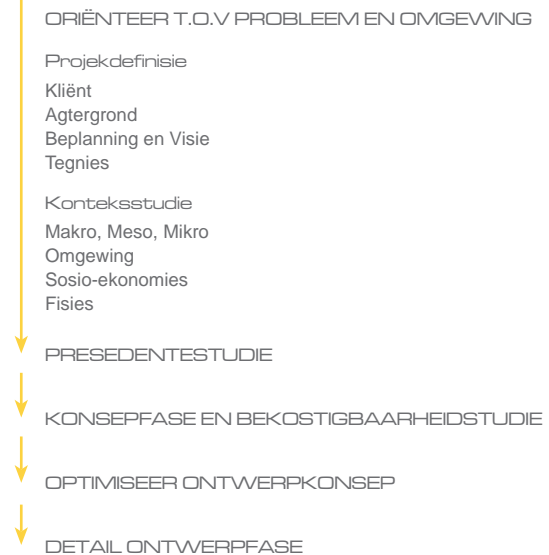 ORIËNTEER T.O.V PROBLEEM EN OMGEWING
Projekdefinisie
Kliënt
Agtergrond
Beplanning en Visie
Tegnies
Konteksstudie
Makro, Meso, Mikro
Omgewing
Sosio-ekonomies
Fisies
PRESEDENTESTUDIE
KONSEPFASE EN BEKOSTIGBAARHEIDSTUDIE
OPTIMISEER ONTWERPKONSEP
DETAIL ONTWERPFASE